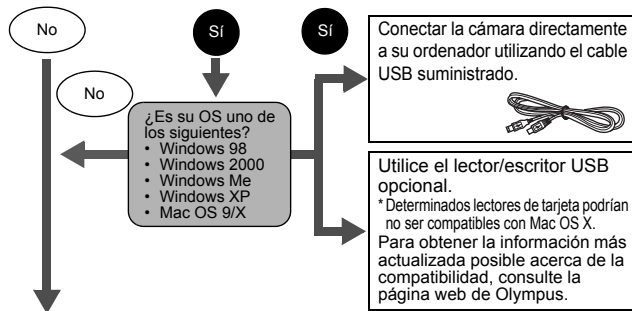 No
Sí
Sí
No
¿Es su OS uno de
los siguientes?
• Windows 98
• Windows 2000
• Windows Me
• Windows XP
• Mac OS 9/X
Conectar la cámara directamente
a su ordenador utilizando el cable
USB suministrado.
Utilice el lector/escritor USB
opcional.
* Determinados lectores de tarjeta podrían
no ser compatibles con Mac OS X.
Para obtener la información más
actualizada posible acerca de la
compatibilidad, consulte la
página web de Olympus.